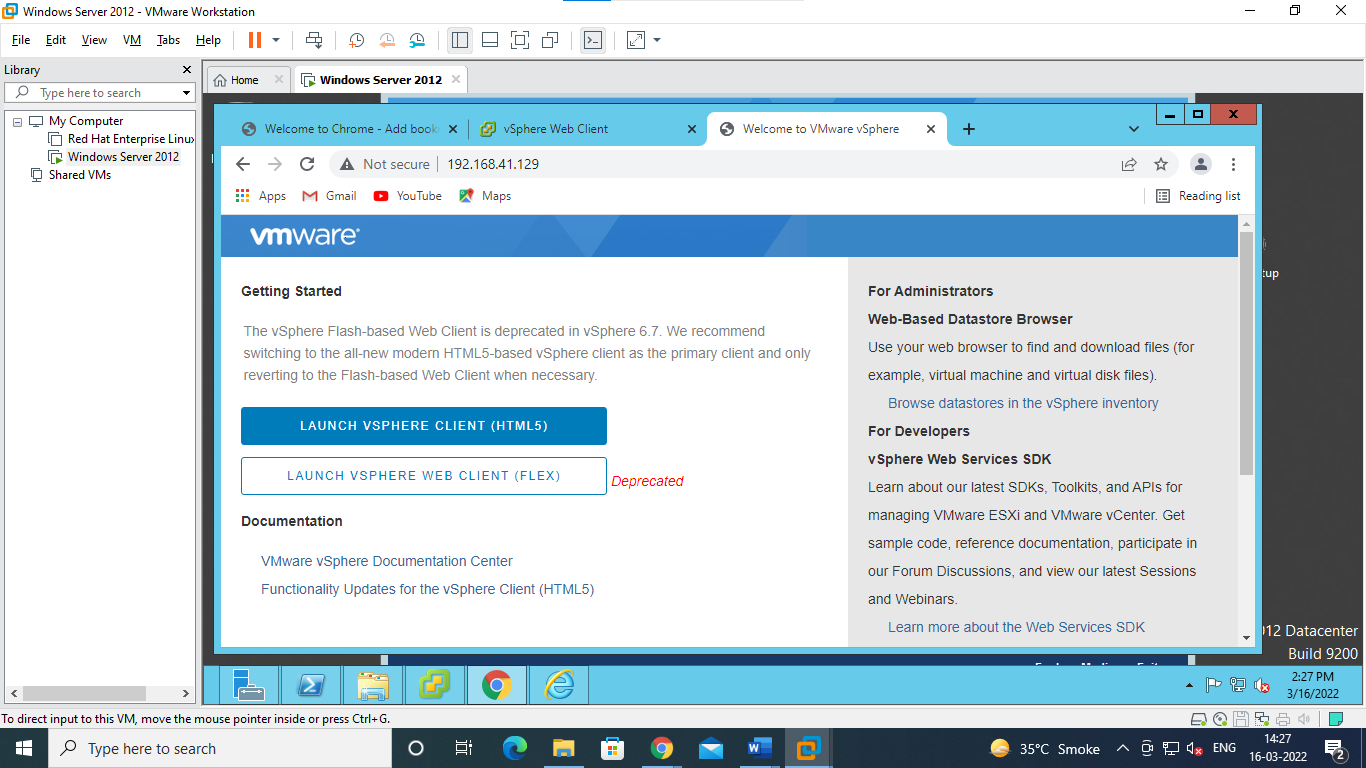 Windows Server 2012 - VMware Workstation
File Edit View VM Tabs Help
Library
Type here to search
My Computer
Red Hat Enterprise Linux
Windows Server 2012
Shared VMs
Home
Windows Server 2012
Welcome to Chrome - Add book
vSphere Web Client
Welcome to VMware vSphere
Not secure
192.168.41.129
Apps
Gmail
YouTube
Maps
Reading list
vmware
Getting Started
The vSphere Flash-based Web Client is deprecated in vSphere 6.7. We recommend
switching to the all-new modern HTML5-based vSphere client as the primary client and only
reverting to the Flash-based Web Client when necessary.
LAUNCH VSPHERE CLIENT (HTML5)
LAUNCH VSPHERE WEB CLIENT (FLEX)
Deprecated
Documentation
VMware vSphere Documentation Center
Functionality Updates for the vSphere Client (HTML5)
For Administrators
Web-Based Datastore Browser
Use your web browser to find and download files (for
example, virtual machine and virtual disk files).
Browse datastores in the vSphere inventory
For Developers
vSphere Web Services SDK
Learn about our latest SDKs, Toolkits, and APIs for
managing VMware ESXi and VMware vCenter. Get
sample code, reference documentation, participate in
our Forum Discussions, and view our latest Sessions
and Webinars.
Learn more about the Web Services SDK
tup
012 Datacenter
Build 9200
2:27 PM
3/16/2022
To direct input to this VM, move the mouse pointer inside or press Ctrl+G.
Type here to search
35°C Smoke
ENG
14:27
16-03-2022
2